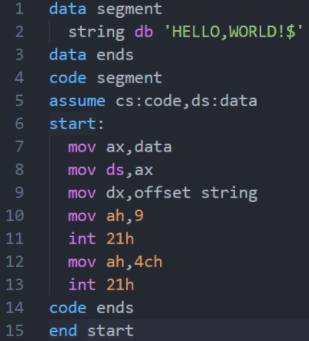 1 data segment
2   string db 'HELLO,WORLD!$'
3 data ends
4 code segment
5 assume cs:code,ds:data
6 start:
7   mov ax,data
8   mov ds,ax
9   mov dx,offset string
10   mov ah,9
11   int 21h
12   mov ah,4ch
13   int 21h
14 code ends
15 end start